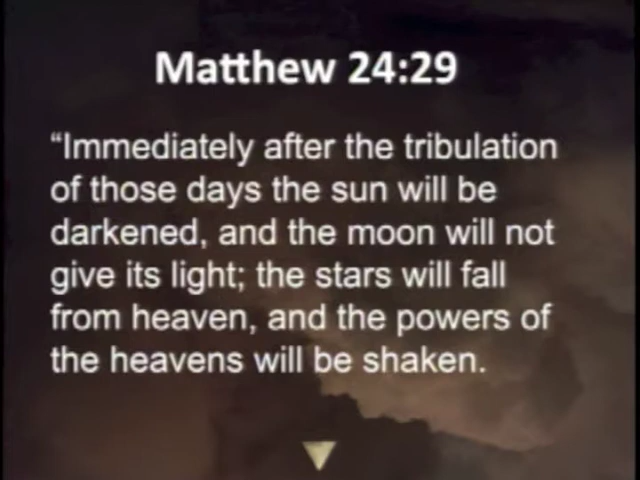 Matthew 24:29
“Immediately after the tribulation
of those days the sun will be
darkened, and the moon will not
give its light; the stars will fall
from heaven, and the powers of
the heavens will be shaken.